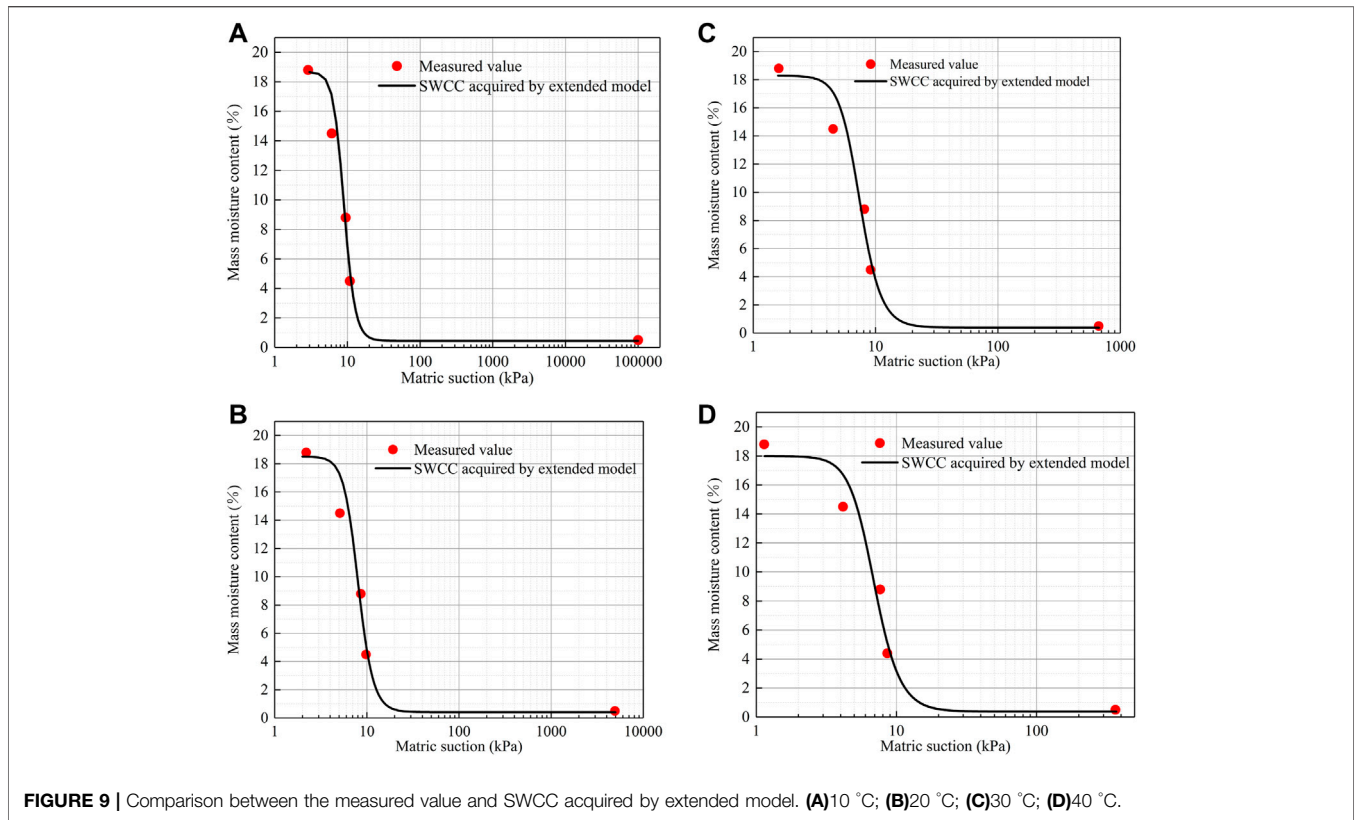 A
20
18
16
14
12
10
8
6
4
2
0
Mass moisture content (%)
Measured value
SWCC acquired by extended model
1 10 100 1000 10000 100000
Matric suction (kPa)
C
20
18
16
14
12
10
8
6
4
2
0
Mass moisture content (%)
Measured value
SWCC acquired by extended model
1 10 100 1000
Matric suction (kPa)
B
20
18
16
14
12
10
8
6
4
2
0
Mass moisture content (%)
Measured value
SWCC acquired by extended model
1 10 100 1000 10000
Matric suction (kPa)
D
20
18
16
14
12
10
8
6
4
2
0
Mass moisture content (%)
Measured value
SWCC acquired by extended model
1 10 100
Matric suction (kPa)
FIGURE 9 | Comparison between the measured value and SWCC acquired by extended model. (A)10 °C; (B)20 °C; (C)30 °C; (D)40 °C.